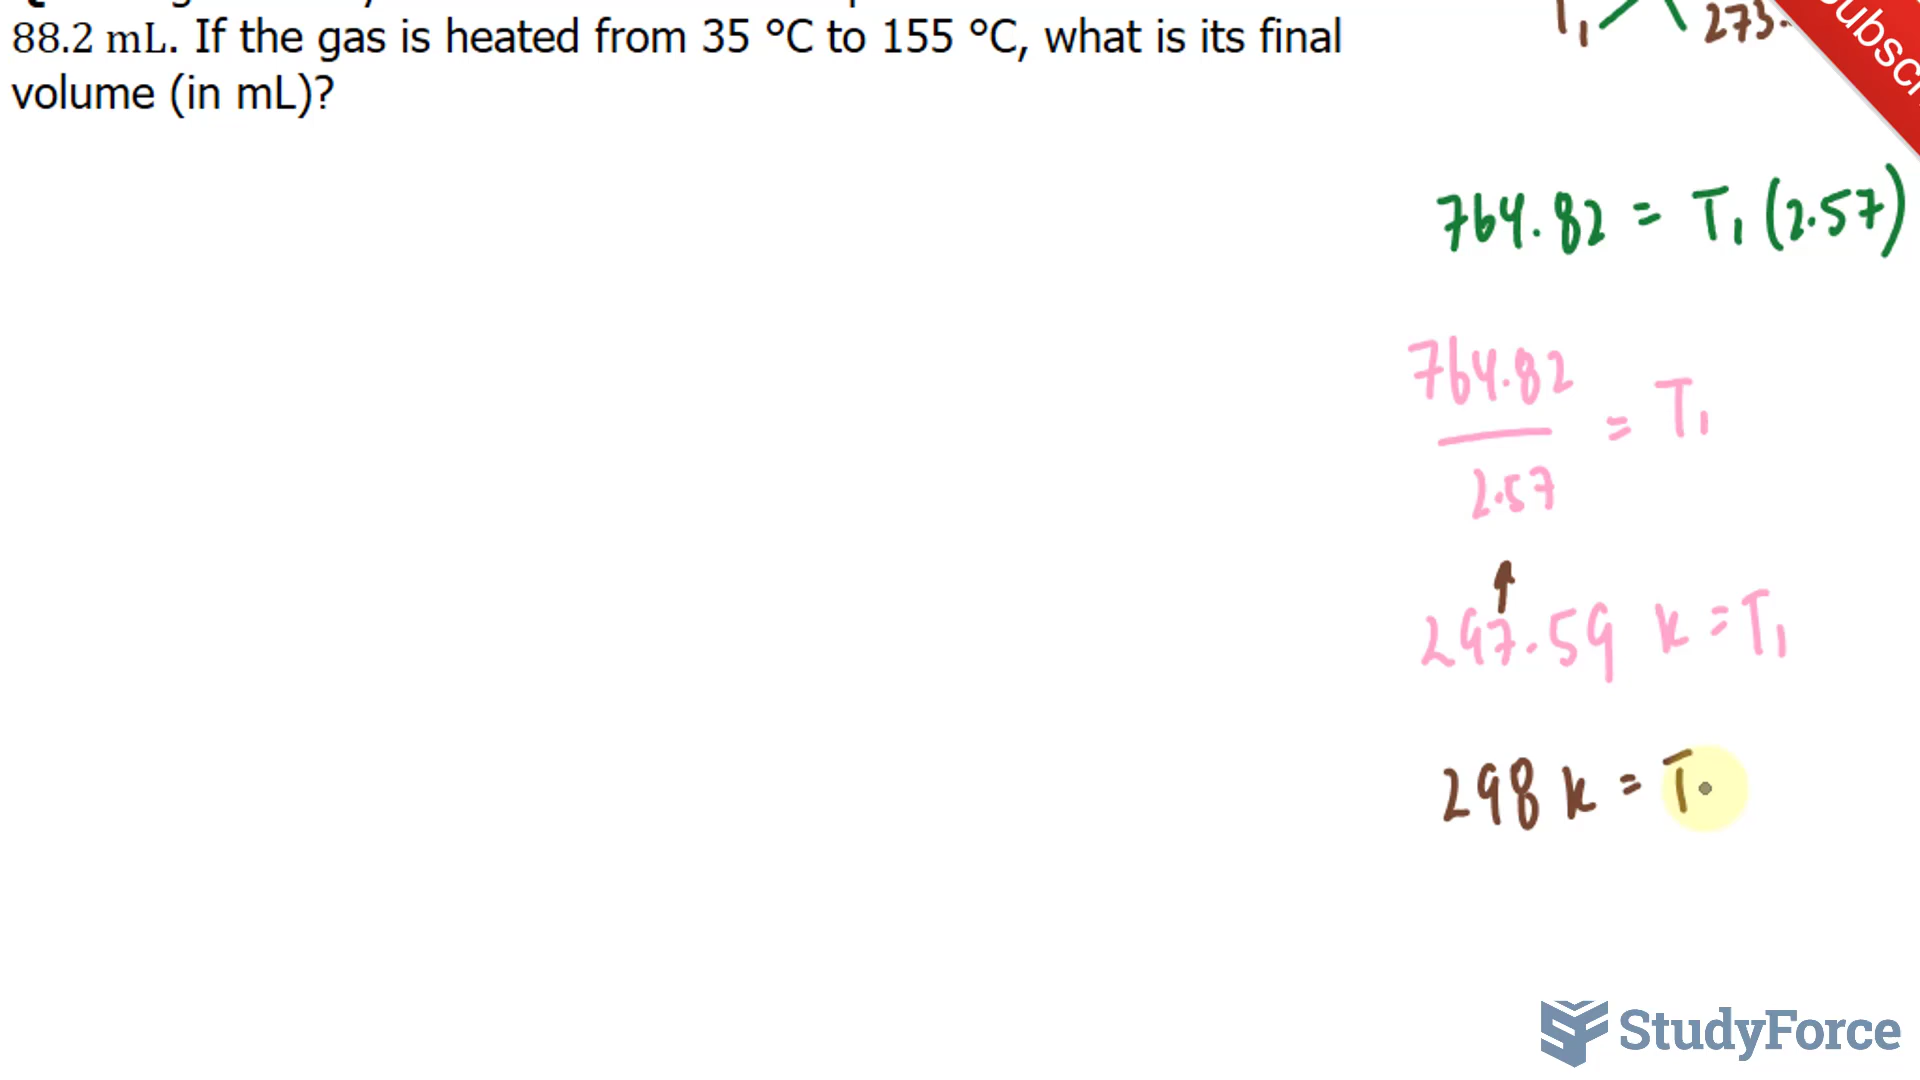 88.2 mL. If the gas is heated from 35 °C to 155 °C, what is its final
volume (in mL)?
T₁
273.
764.82 = T₁ (2.57)
764.82
2.57
= T₁
297.59 K = T₁
298 K = T
StudyForce